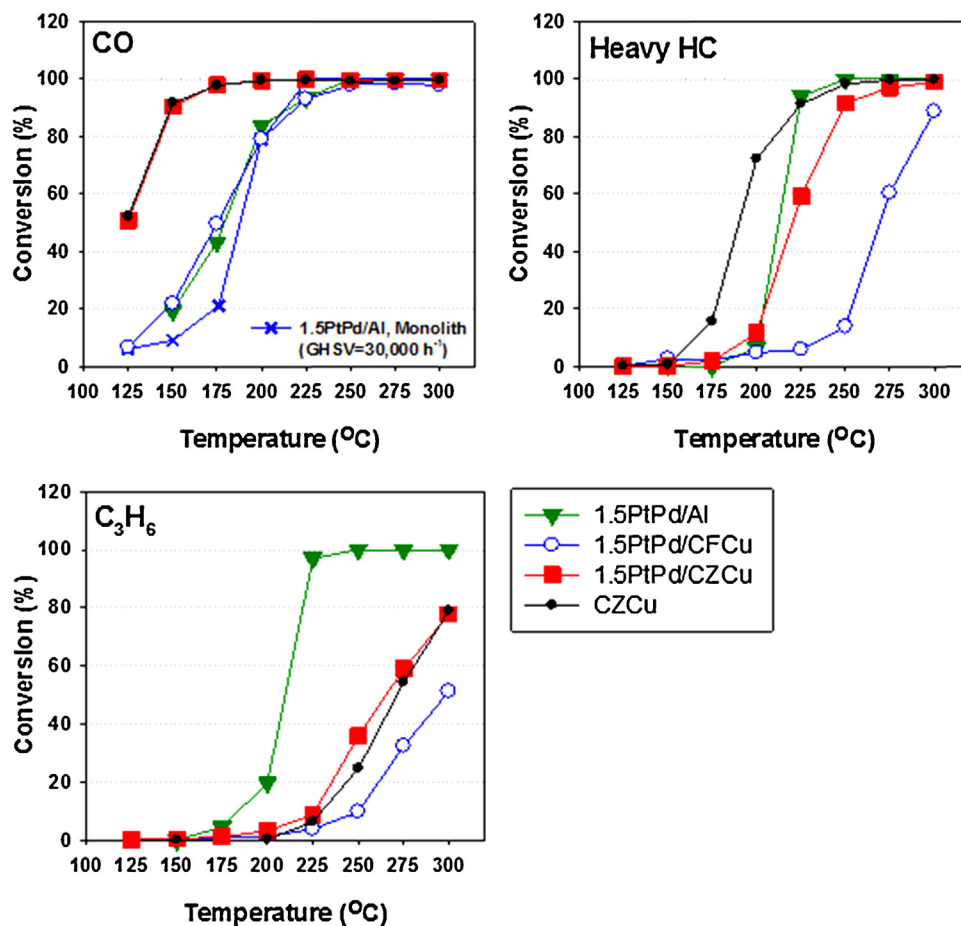 CO
Conversion (%)
120
100
80
60
40
20
0
1.5PtPd/Al, Monolith
(GHSV=30,000 h⁻¹)
100 125 150 175 200 225 250 275 300
Temperature (ᴼC)
Heavy HC
Conversion (%)
120
100
80
60
40
20
0
100 125 150 175 200 225 250 275 300
Temperature (ᴼC)
C₃H₆
Conversion (%)
120
100
80
60
40
20
0
100 125 150 175 200 225 250 275 300
Temperature (ᴼC)
1.5PtPd/Al
1.5PtPd/CFCu
1.5PtPd/CZCu
CZCu